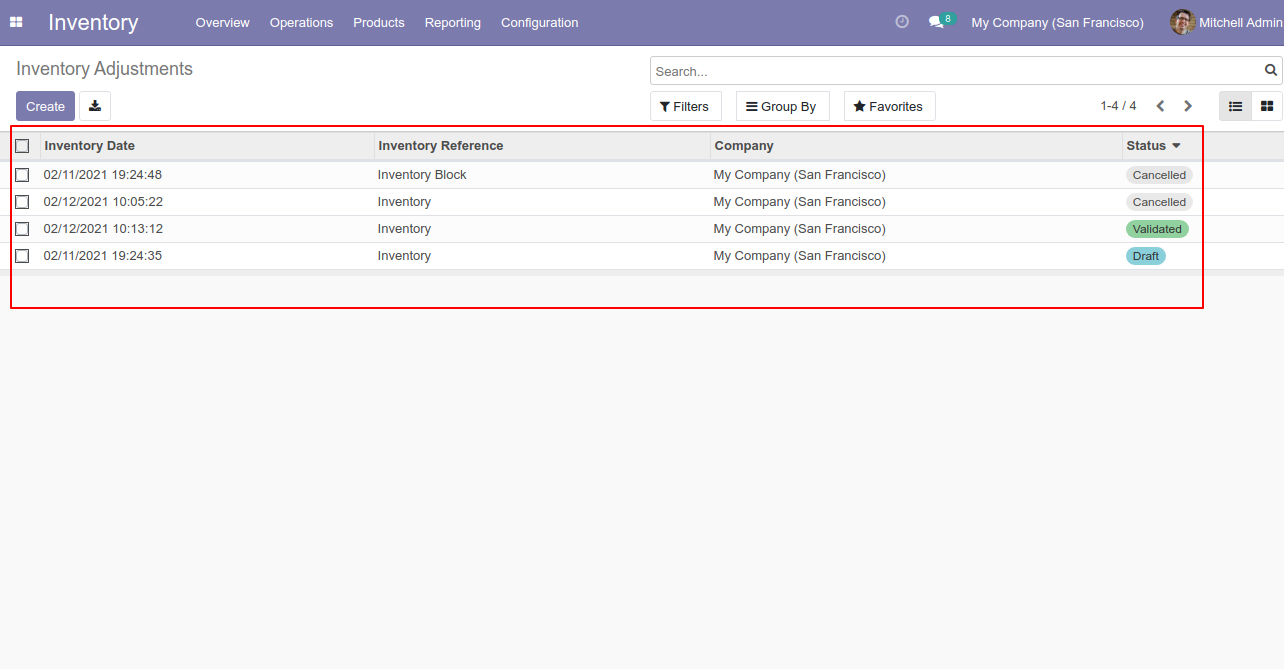 Inventory Overview Operations Products Reporting Configuration 8 My Company (San Francisco) Mitchell Admin
Inventory Adjustments
Search...
Create Filters Group By Favorites 1-4 / 4
Inventory Date Inventory Reference Company Status
02/11/2021 19:24:48 Inventory Block My Company (San Francisco) Cancelled
02/12/2021 10:05:22 Inventory My Company (San Francisco) Cancelled
02/12/2021 10:13:12 Inventory My Company (San Francisco) Validated
02/11/2021 19:24:35 Inventory My Company (San Francisco) Draft